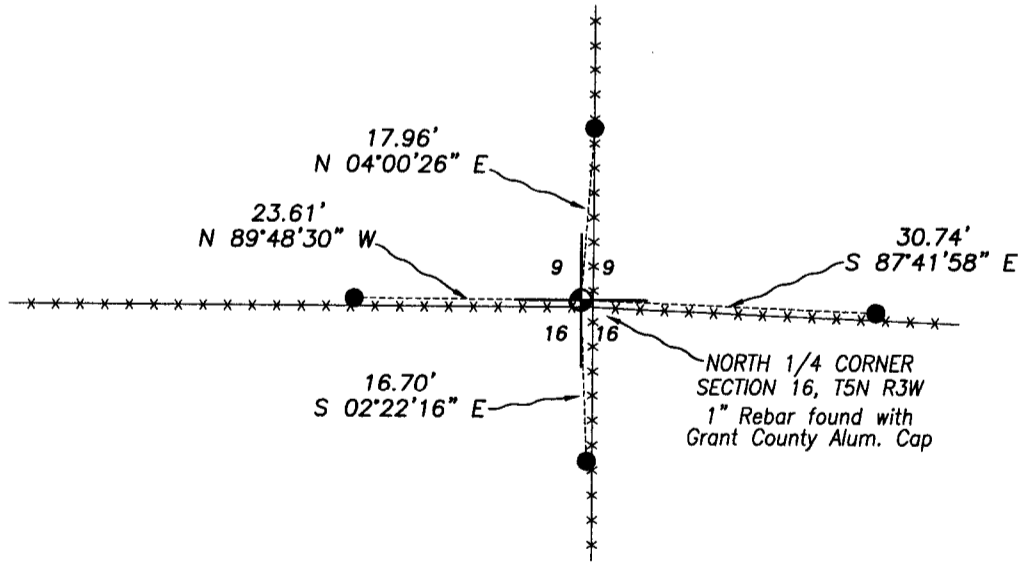 17.96'
N 04°00'26" E
23.61'
N 89°48'30" W
30.74'
S 87°41'58" E
9 9
16 16
NORTH 1/4 CORNER
SECTION 16, T5N R3W
1" Rebar found with
Grant County Alum. Cap
16.70'
S 02°22'16" E